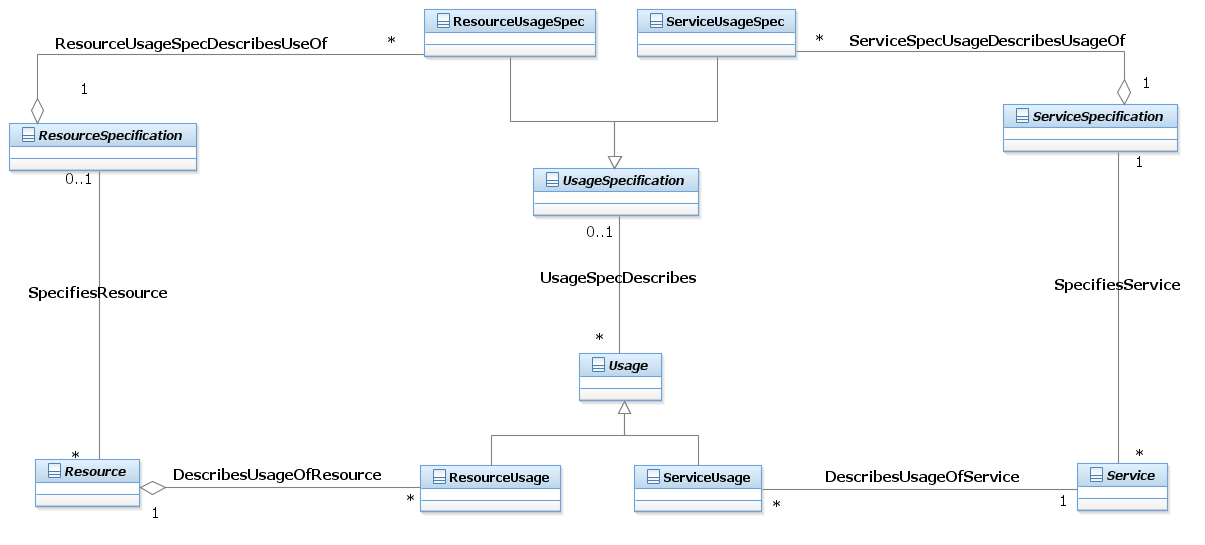 ResourceUsageSpec
ServiceUsageSpec
ResourceUsageSpecDescribesUseOf
*
*
ServiceSpecUsageDescribesUsageOf
1
1
ResourceSpecification
ServiceSpecification
0..1
UsageSpecification
1
0..1
UsageSpecDescribes
SpecifiesResource
SpecifiesService
*
Usage
*
*
Resource
DescribesUsageOfResource
ResourceUsage
ServiceUsage
DescribesUsageOfService
Service
1
*
*
1